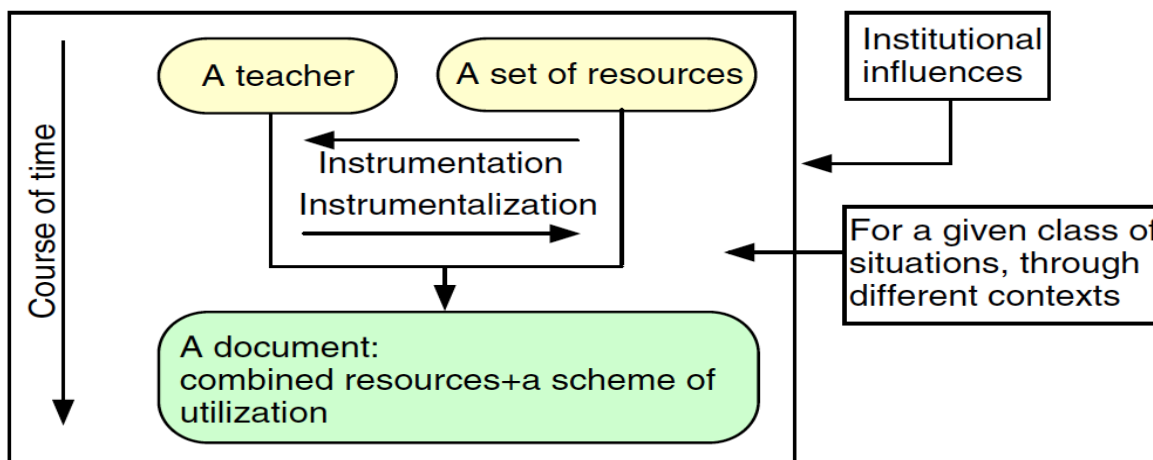 A teacher
A set of resources
Institutional
influences
Course of time
Instrumentation
Instrumentalization
For a given class of
situations, through
different contexts
A document:
combined resources+a scheme of
utilization